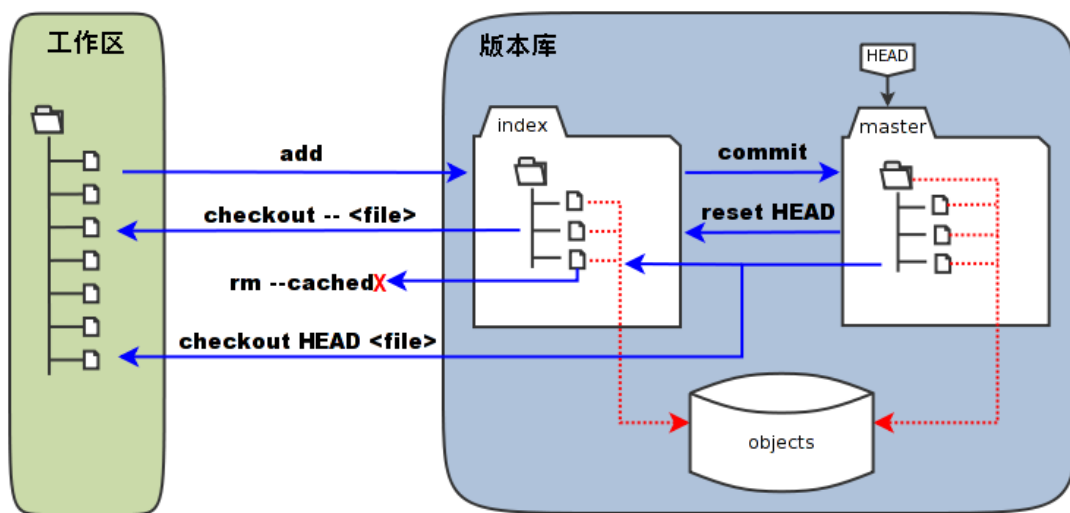 工作区
版本库
HEAD
index
master
add
commit
checkout -- <file>
reset HEAD
rm --cachedX
checkout HEAD <file>
objects